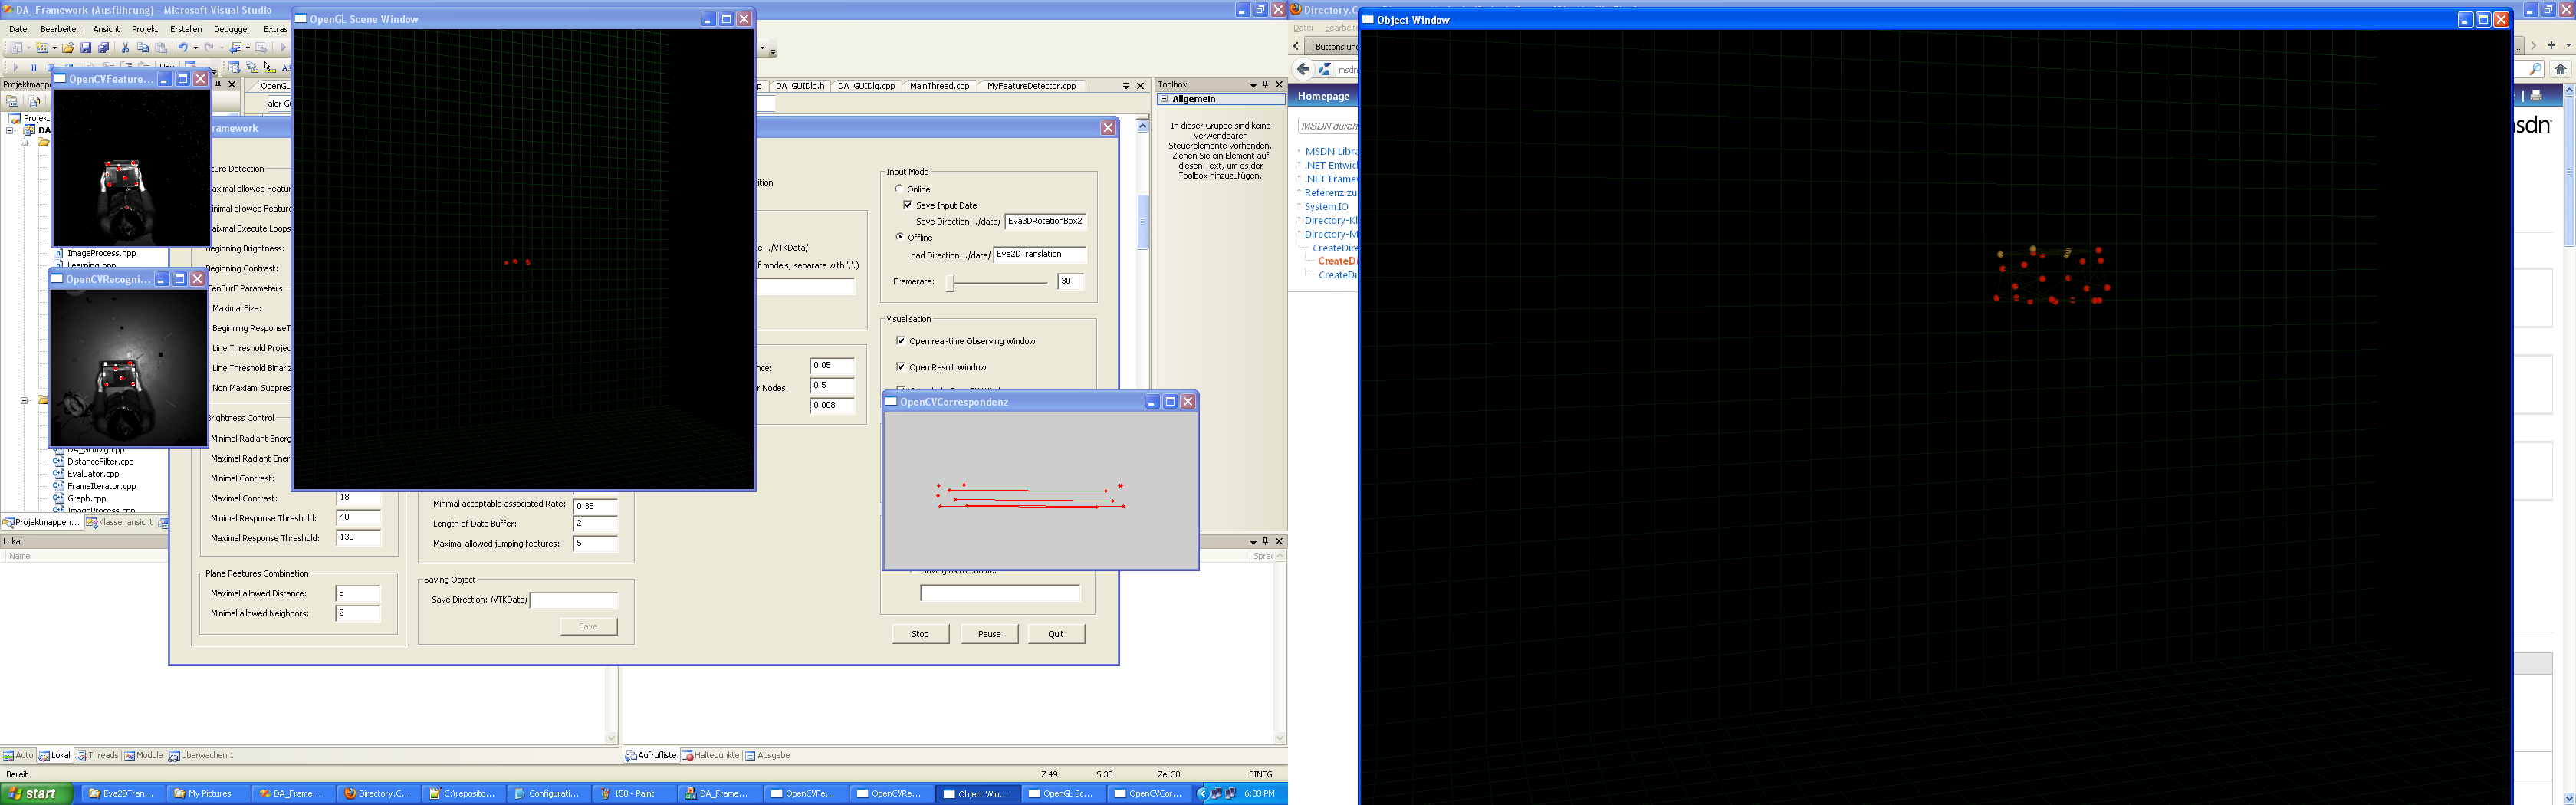 DA_Framework (Ausführung) - Microsoft Visual Studio
Datei Bearbeiten Ansicht Projekt Erstellen Debuggen Extras
OpenGL Scene Window
Object Window
Directory.C
Datei Bearbeite
Buttons und
msdn
Homepage
MSDN durch
MSDN Libra
.NET Entwic
.NET Framew
Referenz zu
System.IO
Directory-Kl
Directory-M
CreateDire
CreateDi
CreateDi
msdn
Projektmappe
OpenCVFeature...
OpenGL
DA_GUIDlg.h DA_GUIDlg.cpp MainThread.cpp MyFeatureDetector.cpp
Toolbox
Allgemein
In dieser Gruppe sind keine
verwendbaren
Steuerelemente vorhanden.
Ziehen Sie ein Element auf
diesen Text, um es der
Toolbox hinzuzufügen.
ramework
ture Detection
Maximal allowed Featur
Minimal allowed Featur
Maiximal Execute Loops
Beginning Brightness:
Beginning Contrast:
CenSurE Parameters
Maximal Size:
Beginning ResponseT
Line Threshold Projec
Line Threshold Binariz
Non Maxiaml Suppres
Brightness Control
Minimal Radiant Energ
Maximal Radiant Ener
Minimal Contrast:
Maximal Contrast: 18
Minimal Response Threshold: 40
Maximal Response Threshold: 130
Plane Features Combination
Maximal allowed Distance: 5
Minimal allowed Neighbors: 2
ImageProcess.hpp
Learning.hpp
OpenCVRecogni...
DA_GUIDlg.cpp
DistanceFilter.cpp
Evaluator.cpp
FrameIterator.cpp
Graph.cpp
ImageProcess.cpp
Projektmappen... Klassenansicht
Lokal
Name
nition
le: ./VTKData/
of models, separate with ','.)
nce: 0.05
r Nodes: 0.5
0.008
Minimal acceptable associated Rate: 0.35
Length of Data Buffer: 2
Maximal allowed jumping features: 5
Saving Object
Save Direction: /VTKData/
Save
Input Mode
Online
Save Input Date
Save Direction: ./data/ Eva3DRotationBox2
Offline
Load Direction: ./data/ Eva2DTranslation
Framerate: 30
Visualisation
Open real-time Observing Window
Open Result Window
OpenCVCorrespondenz
Saving as the name:
Stop Pause Quit
Sprac
Auto Lokal Threads Module Überwachen 1
Aufrufliste Haltepunkte Ausgabe
Bereit
Z 49 S 33 Zei 30 EINFG
start Eva2DTran... My Pictures DA_Frame... Directory.C... C:\reposito... Configurati... 150 - Paint DA_Frame... OpenCVFe... OpenCVRe... Object Win... OpenGL Sc... OpenCVCor... 6:03 PM